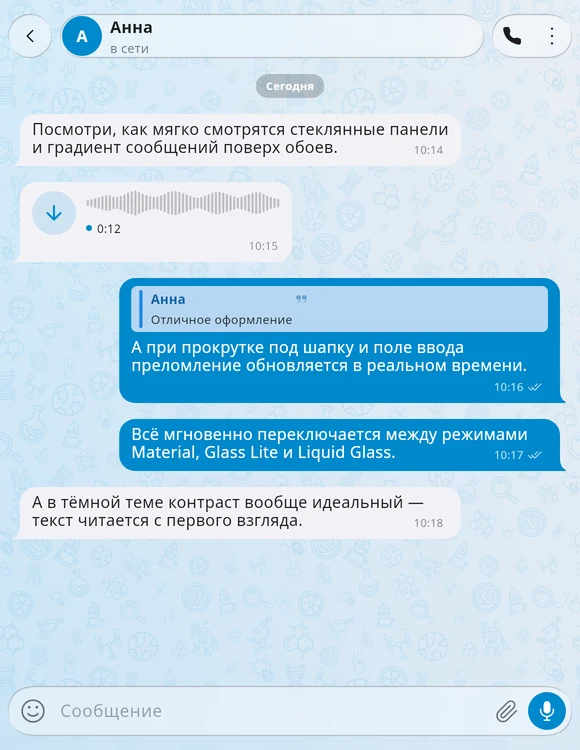 Анна
в сети
Сегодня
Посмотри, как мягко смотрятся стеклянные панели
и градиент сообщений поверх обоев.
10:14
0:12
10:15
Анна
Отличное оформление
А при прокрутке под шапку и поле ввода
преломление обновляется в реальном времени.
10:16
Всё мгновенно переключается между режимами
Material, Glass Lite и Liquid Glass.
10:17
А в тёмной теме контраст вообще идеальный —
текст читается с первого взгляда.
10:18
Сообщение